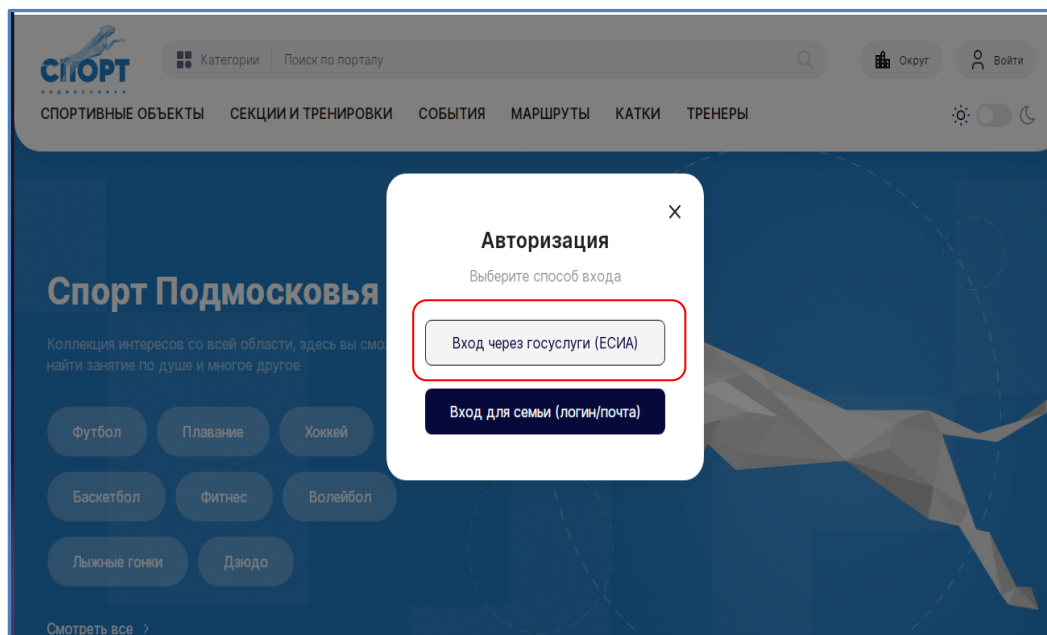 СПОРТ
Категории
Поиск по порталу
Округ
Войти
СПОРТИВНЫЕ ОБЪЕКТЫ
СЕКЦИИ И ТРЕНИРОВКИ
СОБЫТИЯ
МАРШРУТЫ
КАТКИ
ТРЕНЕРЫ
Авторизация
Выберите способ входа
Вход через госуслуги (ЕСИА)
Вход для семьи (логин/почта)
Спорт Подмосковья
Коллекция интересов со всей области, здесь вы
найти занятие по душе и многое другое
Футбол
Плавание
Хоккей
Баскетбол
Фитнес
Волейбол
Лыжные гонки
Дзюдо
Смотреть все